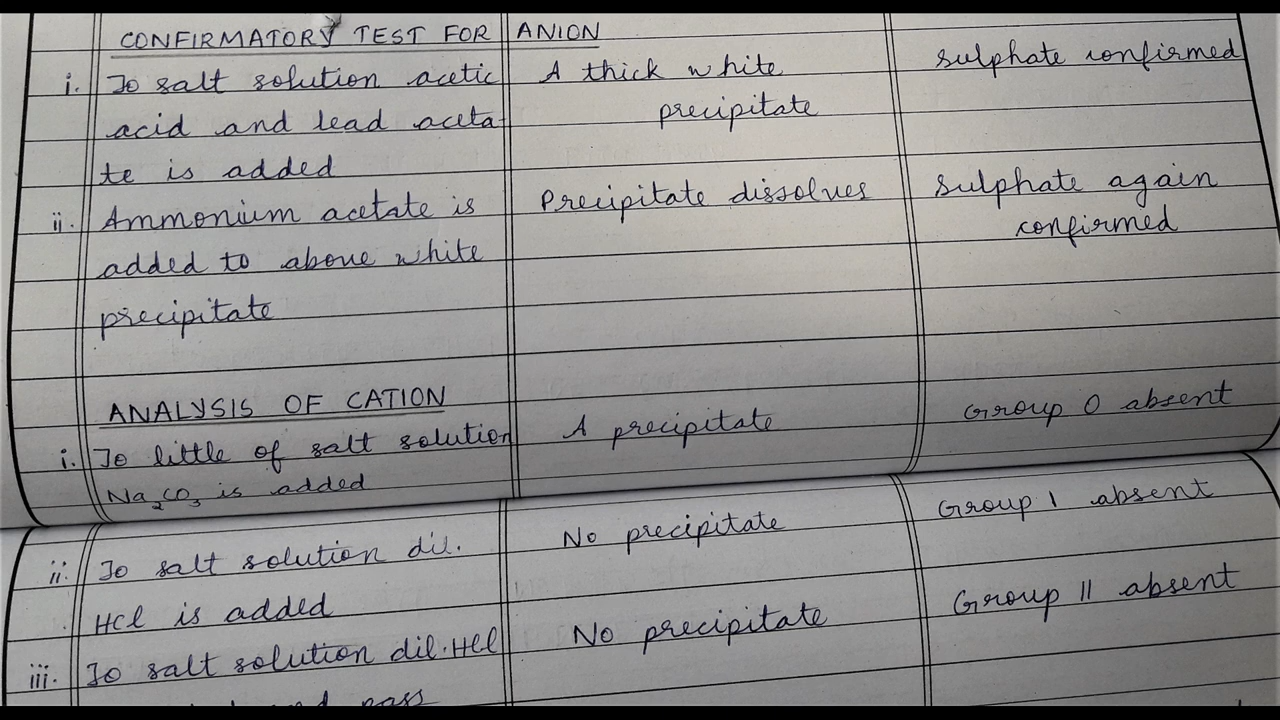 CONFIRMATORY TEST FOR ANION
i. To salt solution acetic acid and lead aceta-
te is added
A thick white
precipitate
Sulphate confirmed
ii. Ammonium acetate is
added to above white
precipitate
Precipitate dissolves
Sulphate again
confirmed
ANALYSIS OF CATION
i. To little of salt solution
Na2CO3 is added
A precipitate
Group 0 absent
ii. To salt solution dil.
HCl is added
No precipitate
Group I absent
iii. To salt solution dil. HCl
and pass
No precipitate
Group II absent